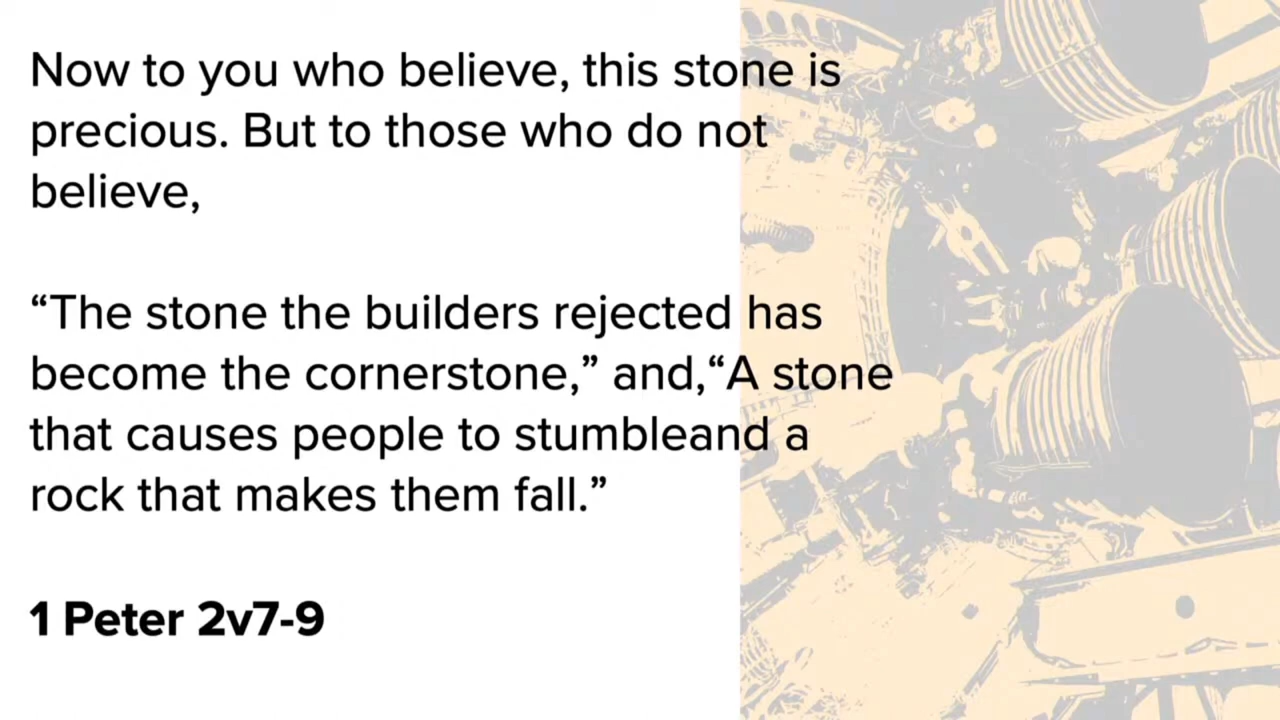 Now to you who believe, this stone is
precious. But to those who do not
believe,
“The stone the builders rejected has
become the cornerstone,” and,“A stone
that causes people to stumbleand a
rock that makes them fall.”
1 Peter 2v7-9